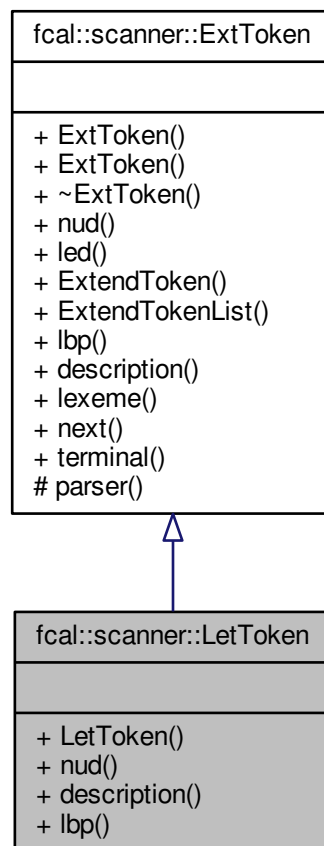 fcal::scanner::ExtToken
+ ExtToken()
+ ExtToken()
+ ~ExtToken()
+ nud()
+ led()
+ ExtendToken()
+ ExtendTokenList()
+ lbp()
+ description()
+ lexeme()
+ next()
+ terminal()
# parser()
fcal::scanner::LetToken
+ LetToken()
+ nud()
+ description()
+ lbp()